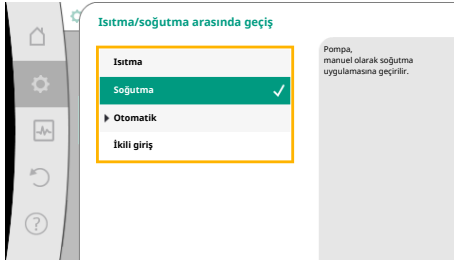 Isıtma/soğutma arasında geçiş
Isıtma
Soğutma
Otomatik
İkili giriş
Pompa,
manuel olarak soğutma
uygulamasına geçirilir.